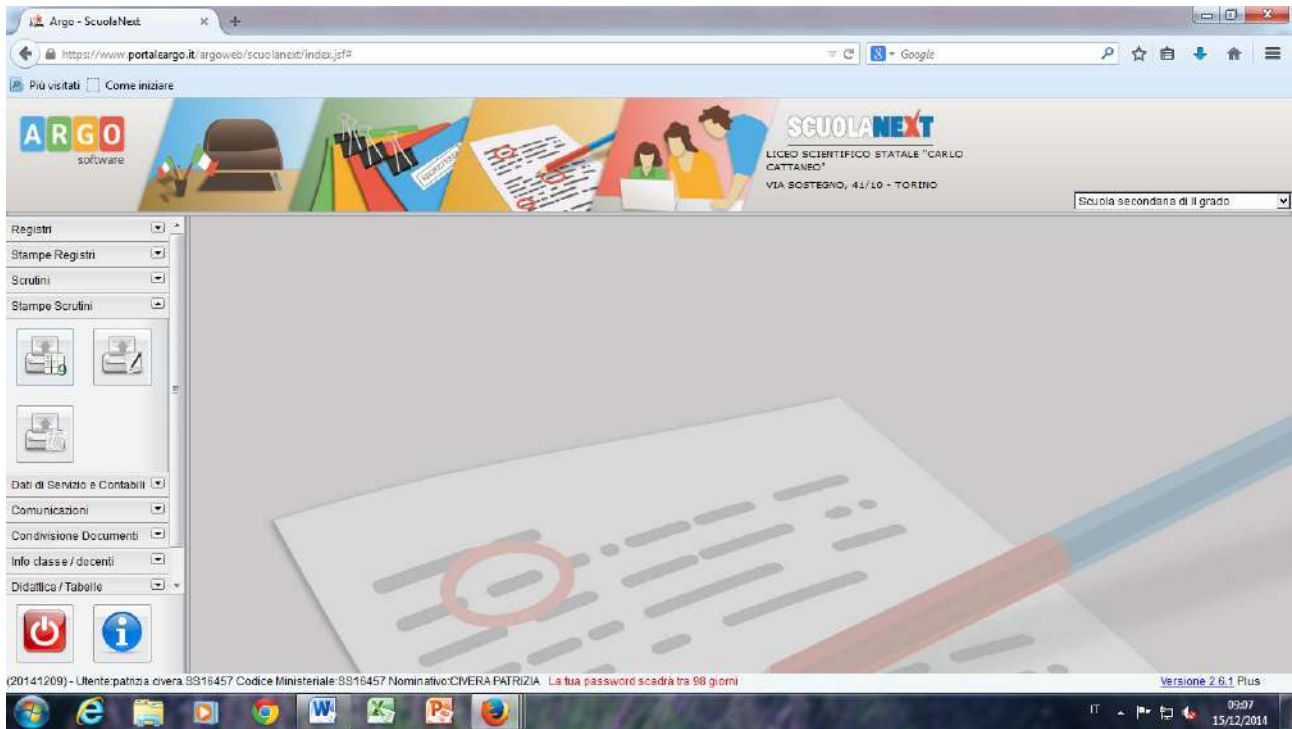 Argo - ScuolaNext
https://www.portaleargo.it/argoweb/scuolanext/index.jsf#
Google
Più visitati Come iniziare
ARGO
software
SEGRETERIA
SCUOLANEXT
LICEO SCIENTIFICO STATALE "CARLO
CATTANEO"
VIA SOSTEGNO, 41/10 - TORINO
Scuola secondaria di II grado
Registri
Stampe Registri
Scrutini
Stampe Scrutini
Dati di Servizio e Contabili
Comunicazioni
Condivisione Documenti
Info classe / docenti
Didattica / Tabelle
(20141209) - Utente:patrizia.civera.SS16457 Codice Ministeriale:SS16457 Nominativo:CIVERA PATRIZIA La tua password scadrà tra 98 giorni
Versione 2.6.1 Plus
IT
09:07
15/12/2014